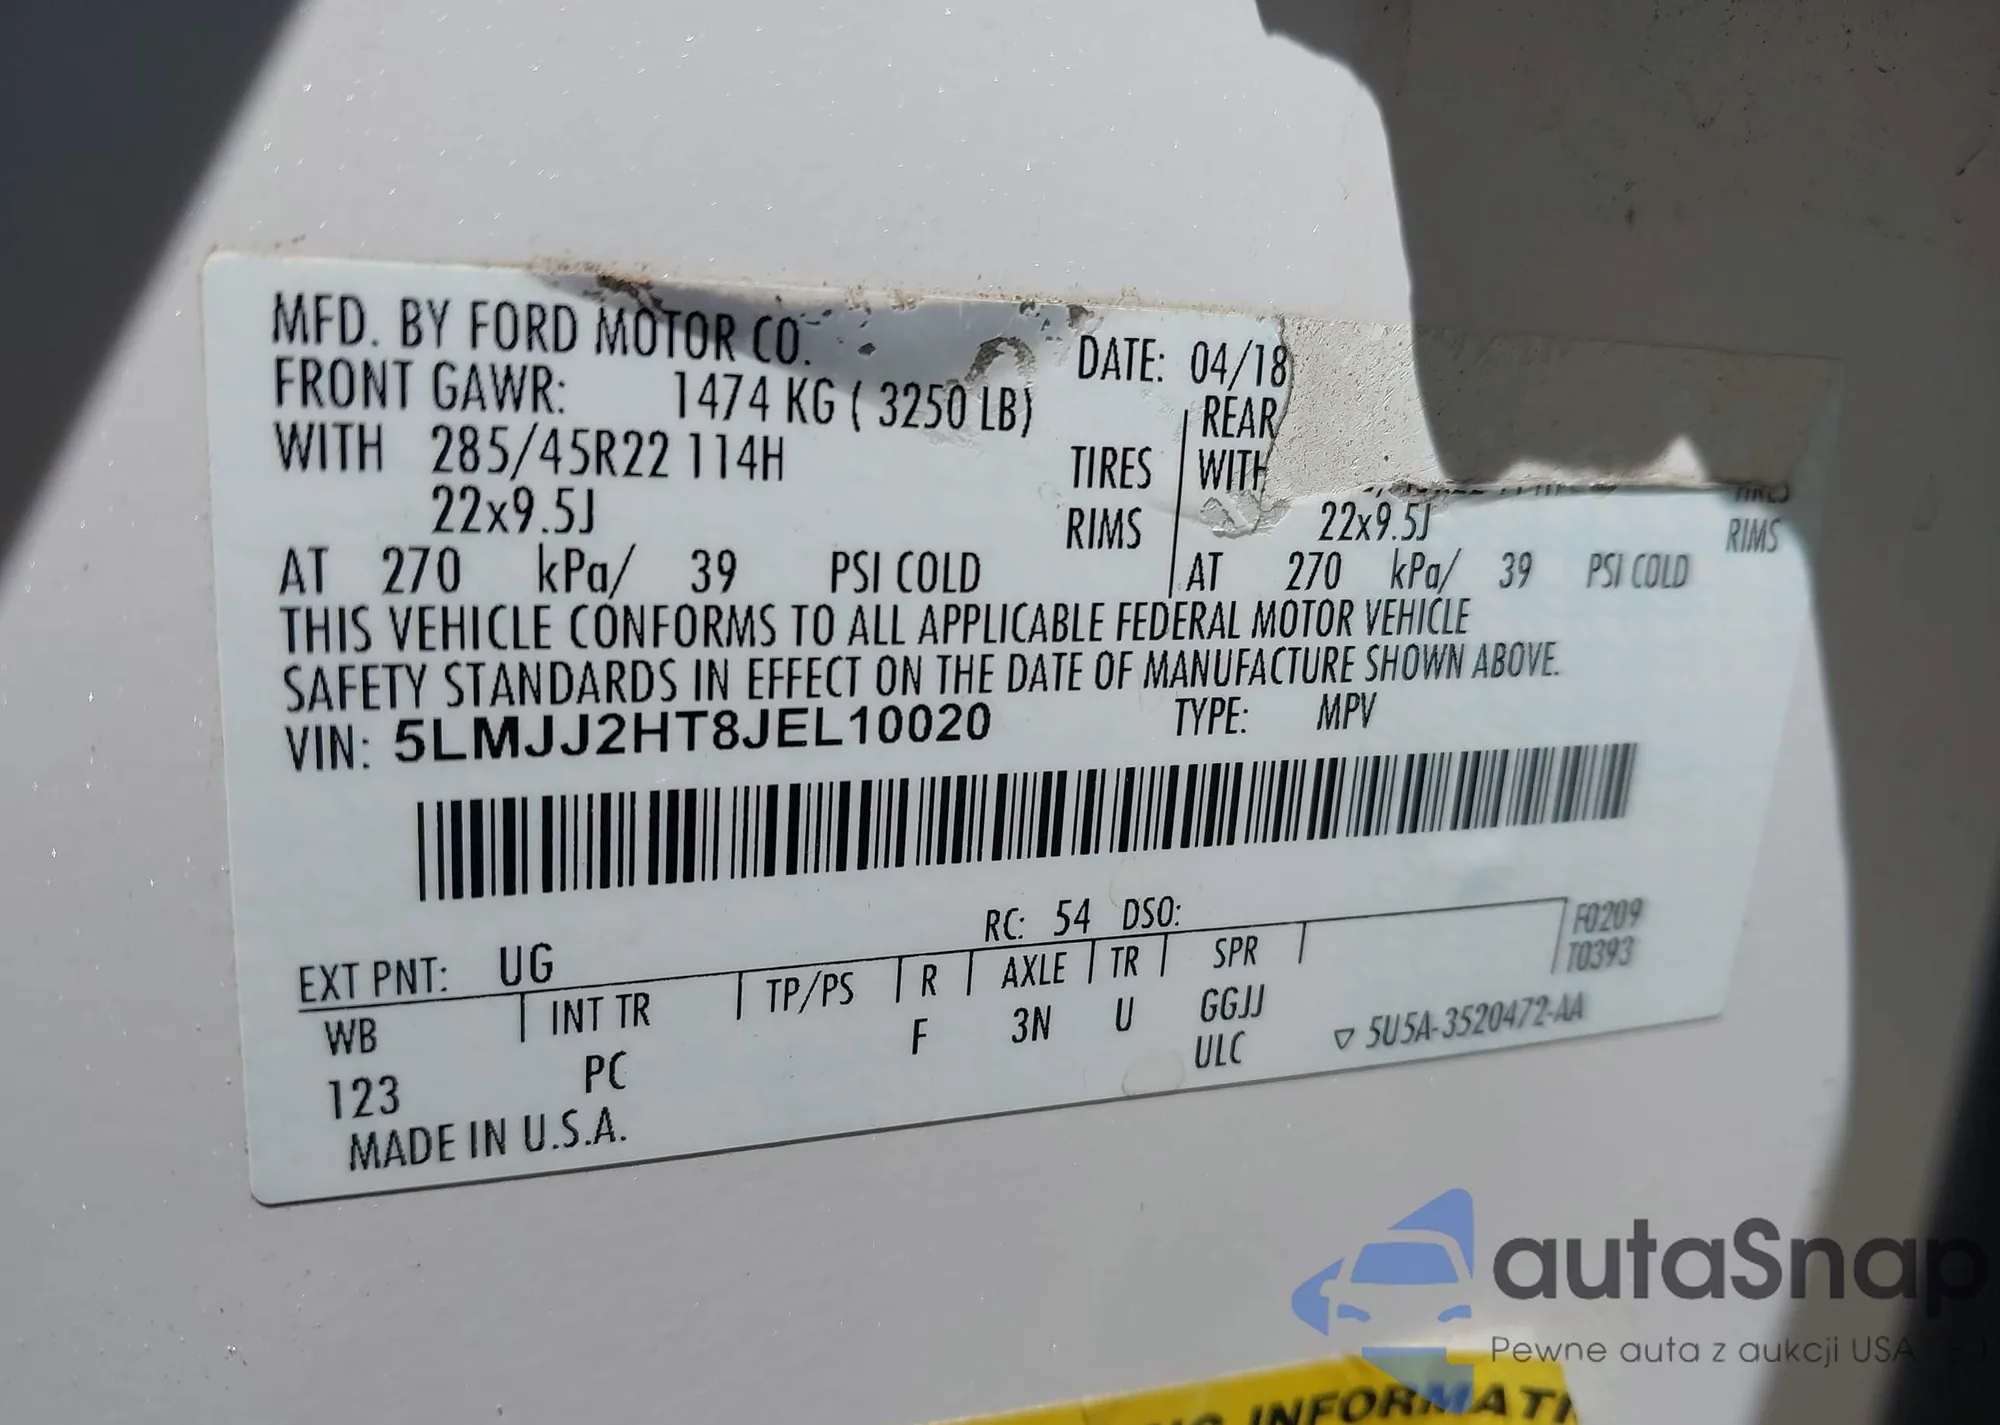 MFD. BY FORD MOTOR CO. DATE: 04/18
FRONT GAWR: 1474 KG ( 3250 LB) REAR
WITH 285/45R22 114H TIRES WITH TIRES
22x9.5J RIMS 22x9.5J RIMS
AT 270 kPa/ 39 PSI COLD AT 270 kPa/ 39 PSI COLD
THIS VEHICLE CONFORMS TO ALL APPLICABLE FEDERAL MOTOR VEHICLE
SAFETY STANDARDS IN EFFECT ON THE DATE OF MANUFACTURE SHOWN ABOVE.
VIN: 5LMJJ2HT8JEL10020 TYPE: MPV
EXT PNT: UG RC: 54 DSO: F0209
WB INT TR TP/PS R AXLE TR SPR T0393
123 PC F 3N U GGJJ
ULC ▽ 5U5A-3520472-AA
MADE IN U.S.A.
autaSnap
Pewne auta z aukcji USA
INFORMATI